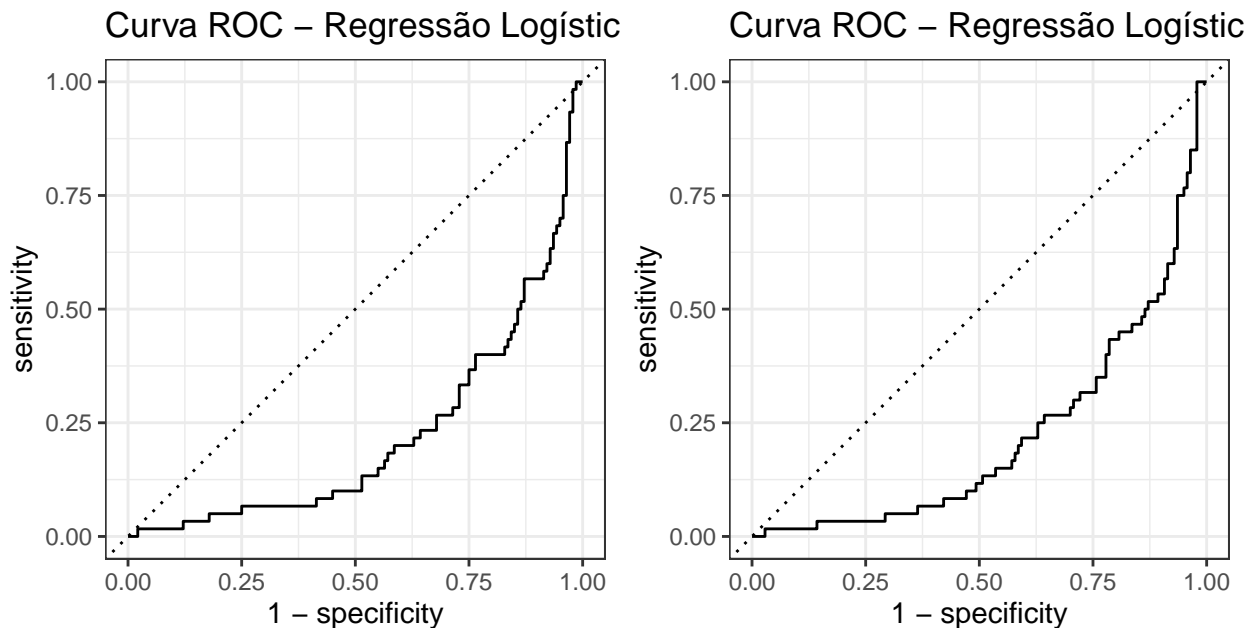 Curva ROC – Regressão Logístic
1.00
0.75
0.50
0.25
0.00
sensitivity
0.00 0.25 0.50 0.75 1.00
1 – specificity
Curva ROC – Regressão Logístic
1.00
0.75
0.50
0.25
0.00
sensitivity
0.00 0.25 0.50 0.75 1.00
1 – specificity